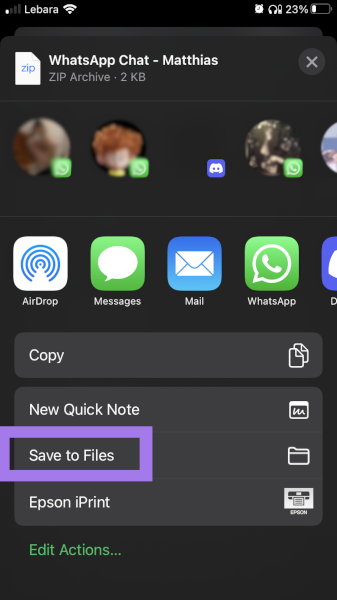 Lebara 23%
WhatsApp Chat - Matthias
zip
ZIP Archive · 2 KB
AirDrop Messages Mail WhatsApp D
Copy
New Quick Note
Save to Files
Epson iPrint
EPSON
Edit Actions...